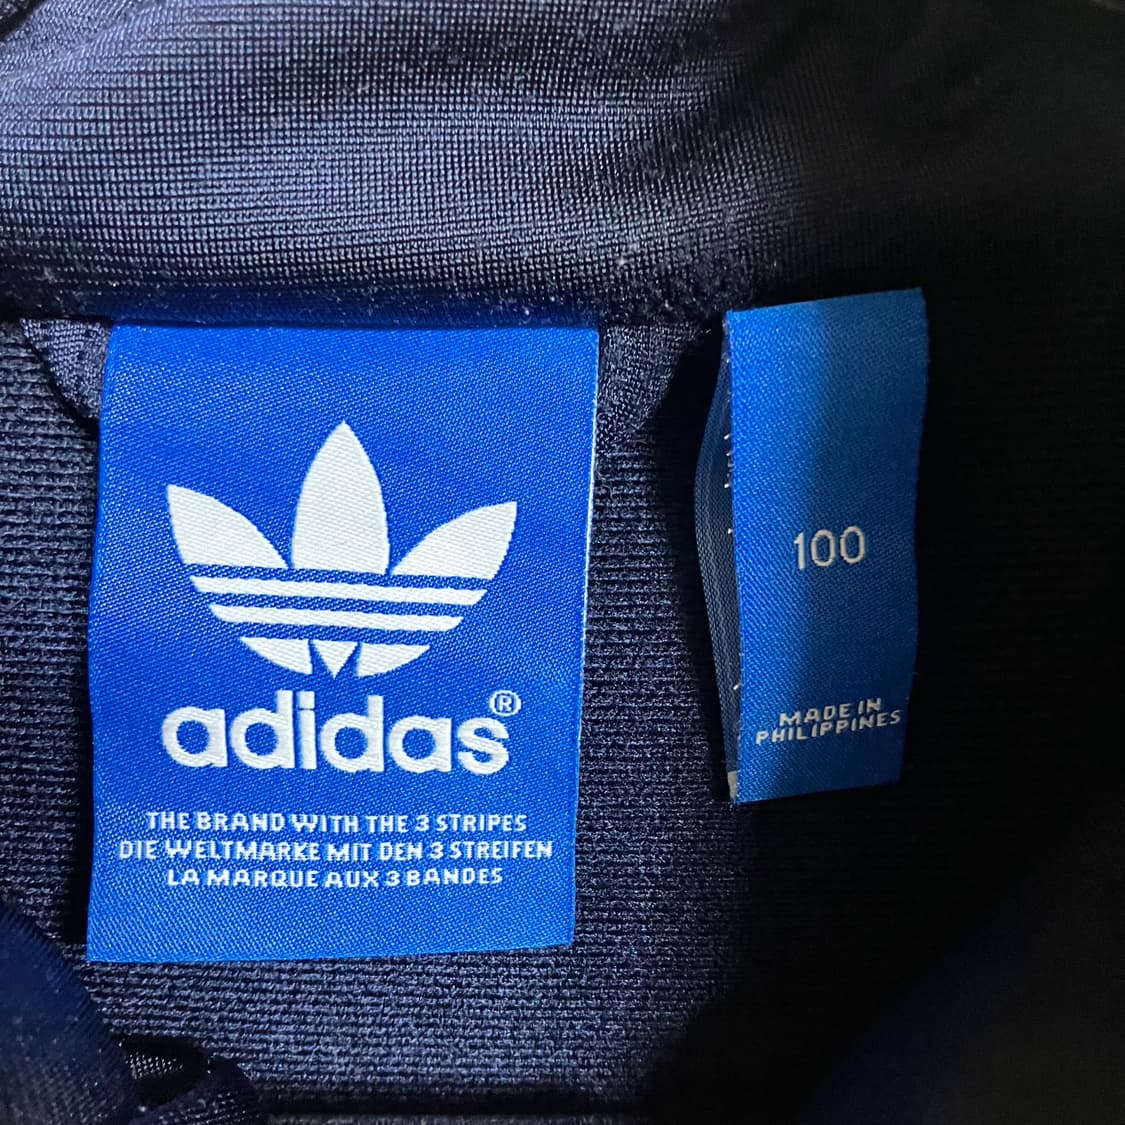 adidas®
THE BRAND WITH THE 3 STRIPES
DIE WELTMARKE MIT DEN 3 STREIFEN
LA MARQUE AUX 3 BANDES
100
MADE IN
PHILIPPINES